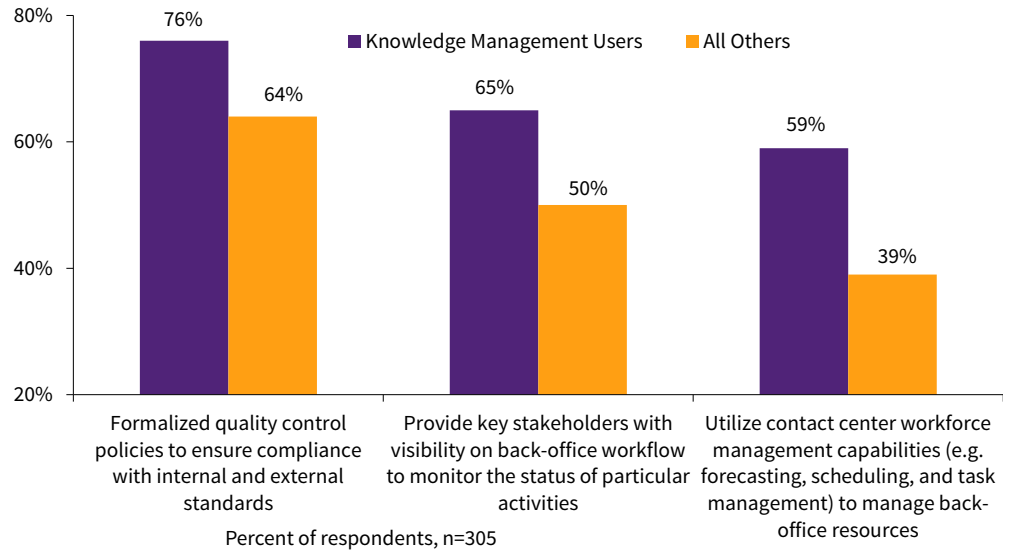 80%
60%
40%
20%
Knowledge Management Users
All Others
76%
64%
65%
50%
59%
39%
Formalized quality control
policies to ensure compliance
with internal and external
standards
Provide key stakeholders with
visibility on back-office workflow
to monitor the status of particular
activities
Utilize contact center workforce
management capabilities (e.g.
forecasting, scheduling, and task
management) to manage back-
office resources
Percent of respondents, n=305